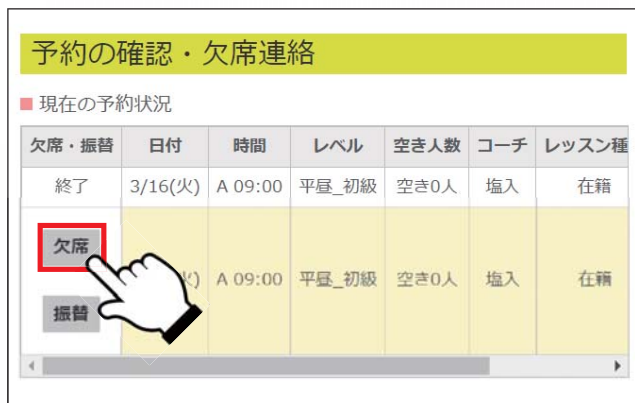 予約の確認・欠席連絡
現在の予約状況
欠席・振替 日付 時間 レベル 空き人数 コーチ レッスン種
終了 3/16(火) A 09:00 平昼_初級 空き0人 塩入 在籍
欠席
火) A 09:00 平昼_初級 空き0人 塩入 在籍
振替